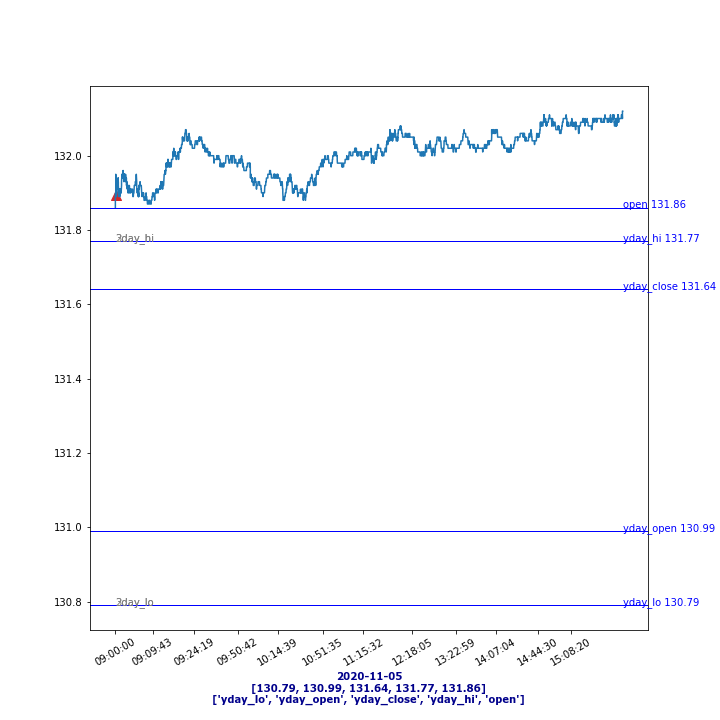 132.0
open 131.86
131.8
?day_hi
yday_hi 131.77
yday_close 131.64
131.6
131.4
131.2
131.0
yday_open 130.99
130.8
?day_lo
yday_lo 130.79
09:00:00
09:09:43
09:24:19
09:50:42
10:14:39
10:51:35
11:15:32
12:18:05
13:22:59
14:07:04
14:44:30
15:08:20
2020-11-05
[130.79, 130.99, 131.64, 131.77, 131.86]
['yday_lo', 'yday_open', 'yday_close', 'yday_hi', 'open']